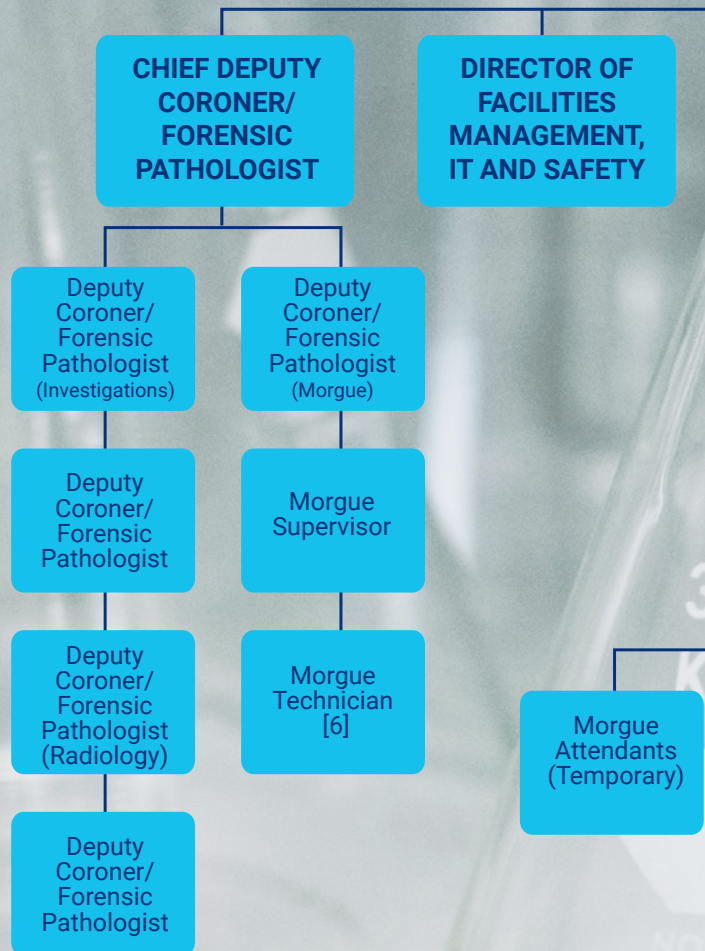 CHIEF DEPUTY
CORONER/
FORENSIC
PATHOLOGIST
DIRECTOR OF
FACILITIES
MANAGEMENT,
IT AND SAFETY
Deputy
Coroner/
Forensic
Pathologist
(Investigations)
Deputy
Coroner/
Forensic
Pathologist
(Morgue)
Deputy
Coroner/
Forensic
Pathologist
Morgue
Supervisor
Deputy
Coroner/
Forensic
Pathologist
(Radiology)
Morgue
Technician
[6]
Morgue
Attendants
(Temporary)
Deputy
Coroner/
Forensic
Pathologist